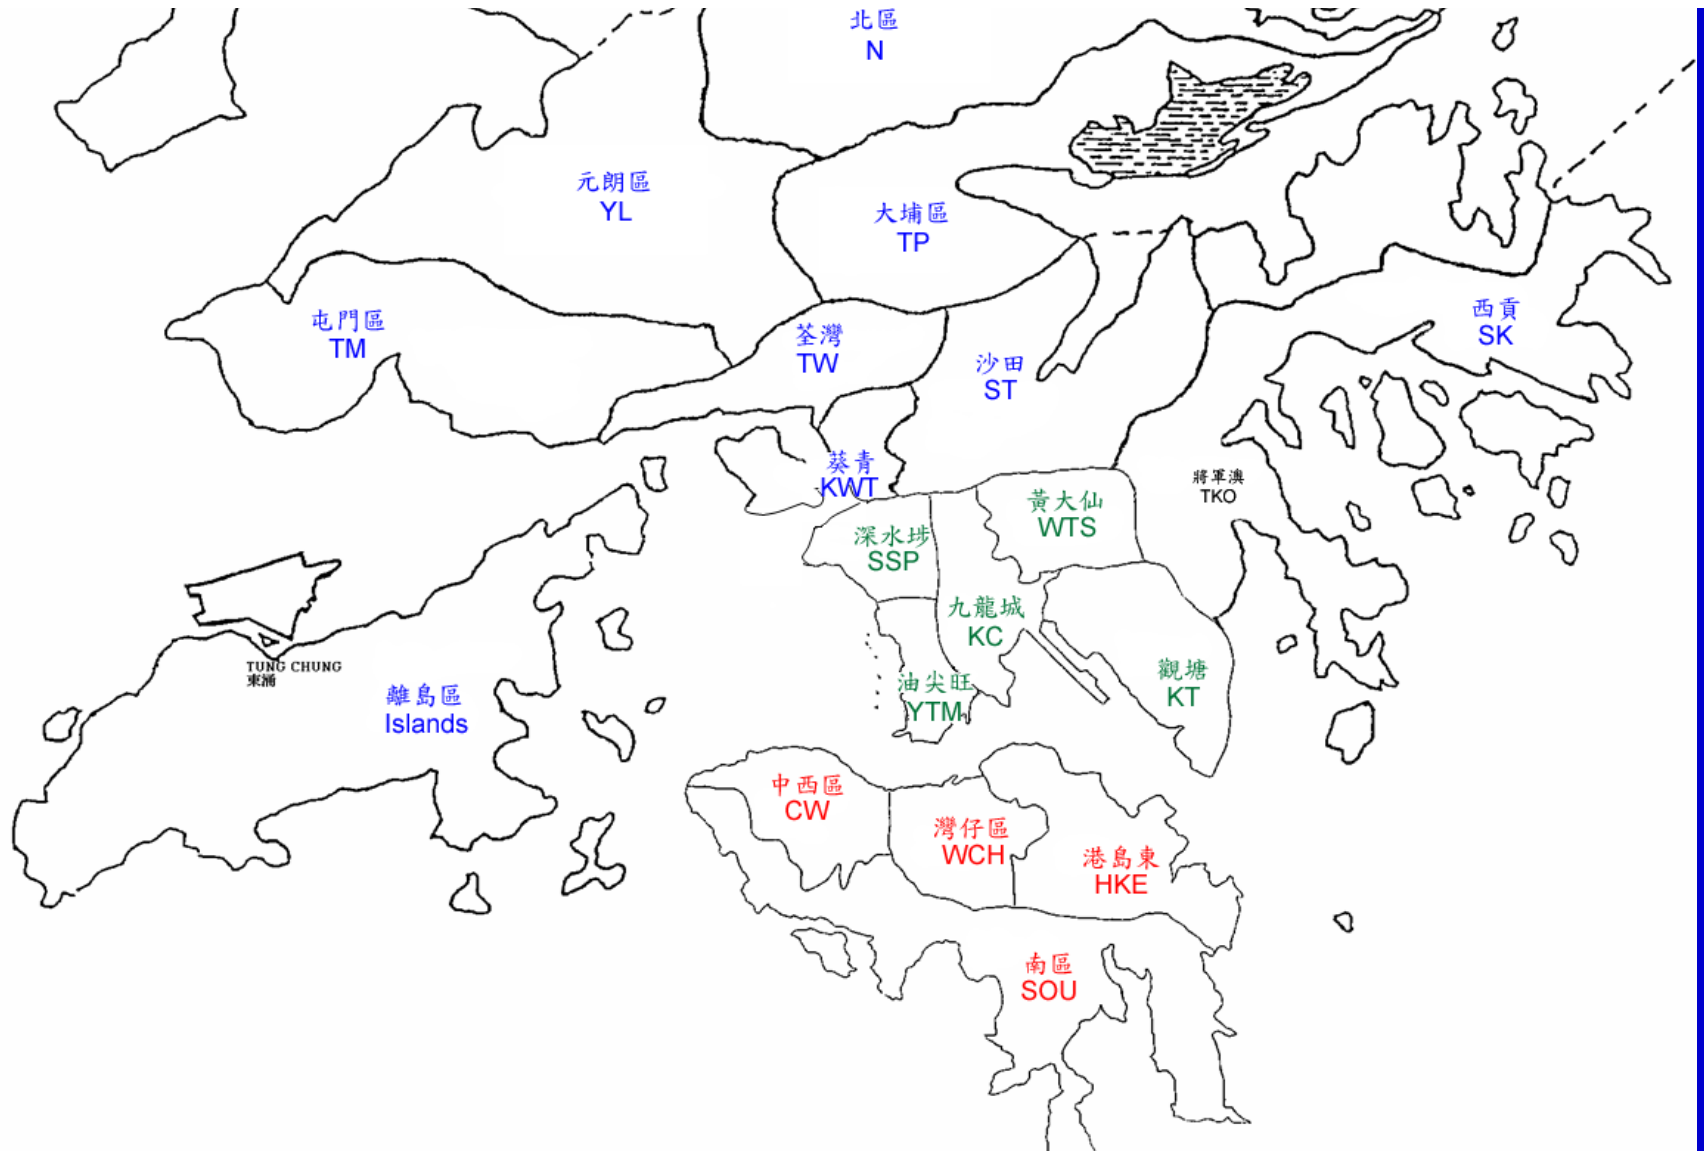 北區
N
元朗區
YL
大埔區
TP
屯門區
TM
荃灣
TW
沙田
ST
西貢
SK
葵青
KWT
將軍澳
TKO
黃大仙
WTS
深水埗
SSP
九龍城
KC
油尖旺
YTM
觀塘
KT
TUNG CHUNG
東涌
離島區
Islands
中西區
CW
灣仔區
WCH
港島東
HKE
南區
SOU